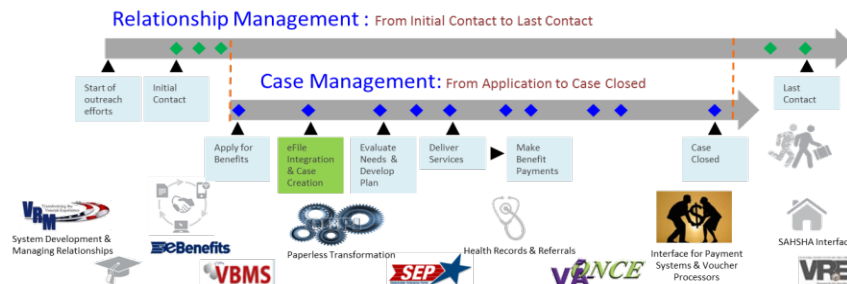 Relationship Management : From Initial Contact to Last Contact
Case Management: From Application to Case Closed
Start of
outreach
efforts
Initial
Contact
Last
Contact
Apply for
Benefits
eFile
Integration
& Case
Creation
Evaluate
Needs &
Develop
Plan
Deliver
Services
Make
Benefit
Payments
Case
Closed
VRM
System Development &
Managing Relationships
eBenefits
VBMS
Paperless Transformation
SEP
Health Records & Referrals
VA ONCE
Interface for Payment
Systems & Voucher
Processors
SAHSHA Interfac
VRE